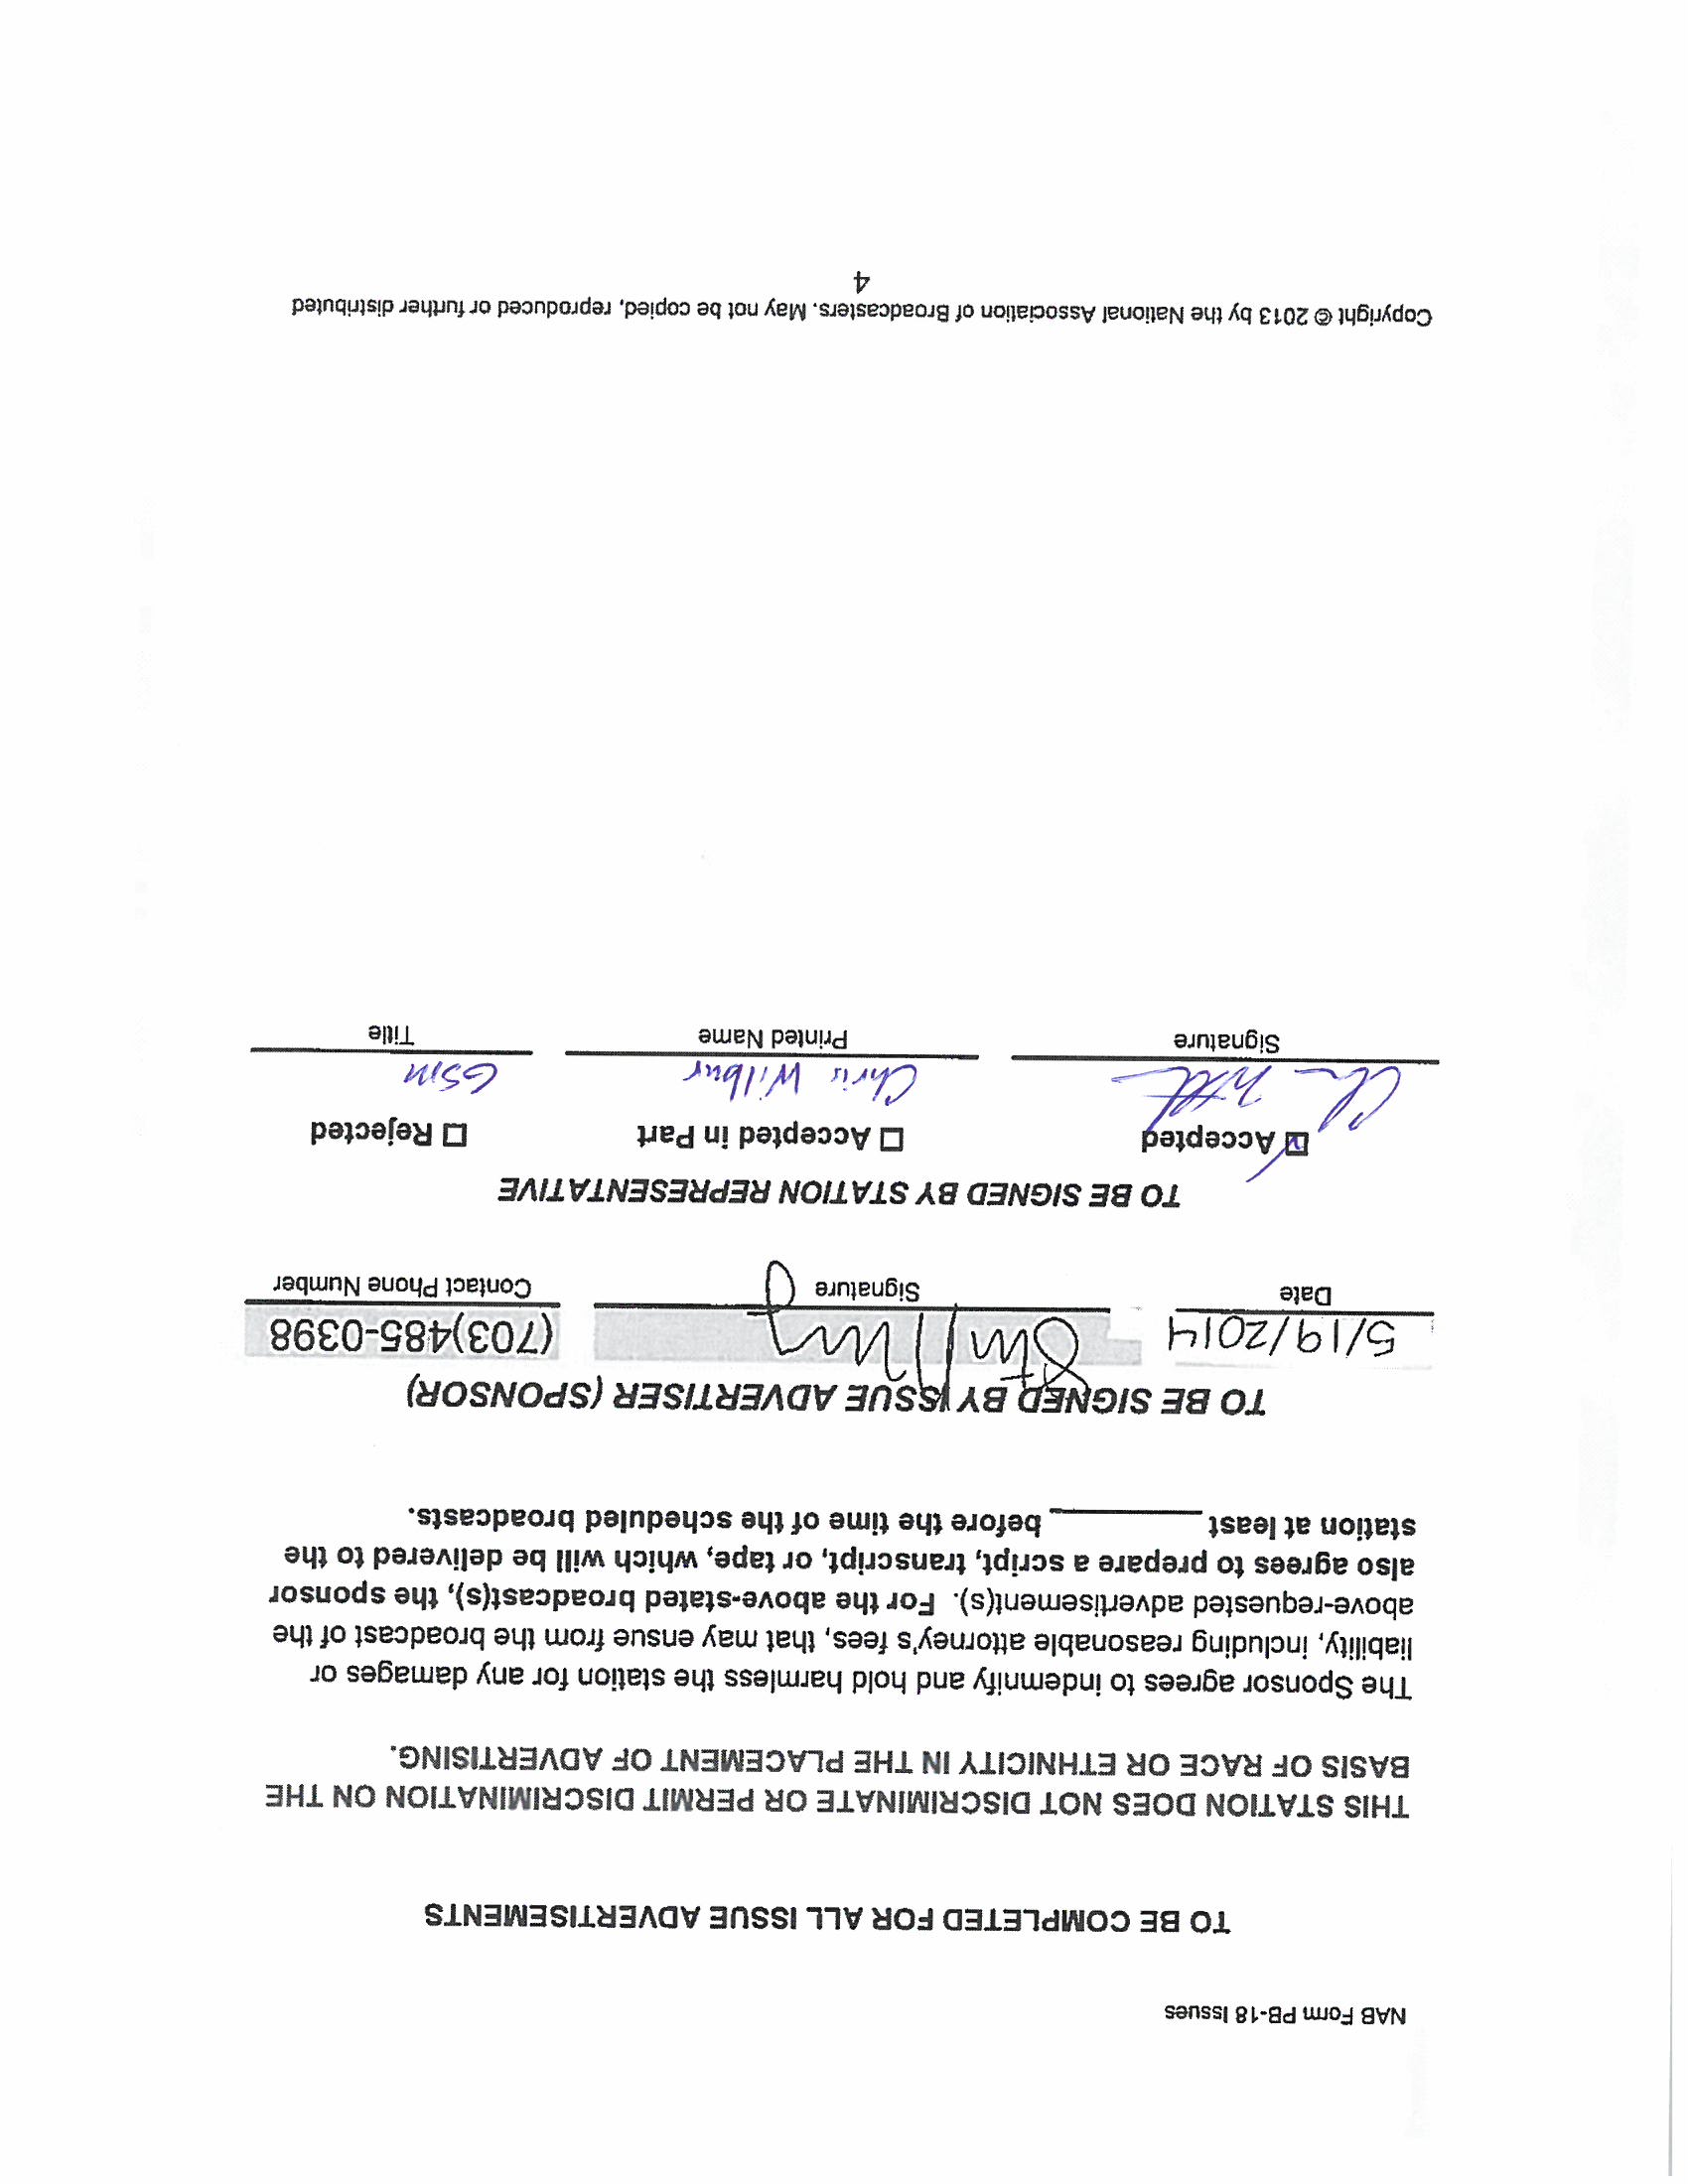 NAB Form PB-18 Issues
TO BE COMPLETED FOR ALL ISSUE ADVERTISEMENTS
THIS STATION DOES NOT DISCRIMINATE OR PERMIT DISCRIMINATION ON THE
BASIS OF RACE OR ETHNICITY IN THE PLACEMENT OF ADVERTISING.
The Sponsor agrees to indemnify and hold harmless the station for any damages or
liability, including reasonable attorney's fees, that may ensue from the broadcast of the
above-requested advertisement(s). For the above-stated broadcast(s), the sponsor
also agrees to prepare a script, transcript, or tape, which will be delivered to the
station at least ________ before the time of the scheduled broadcasts.
TO BE SIGNED BY ISSUE ADVERTISER (SPONSOR)
5/19/2014 (703)485-0398
Date Signature Contact Phone Number
TO BE SIGNED BY STATION REPRESENTATIVE
☑ Accepted ☐ Accepted in Part ☐ Rejected
Chris Wilbur GSM
Signature Printed Name Title
Copyright © 2013 by the National Association of Broadcasters. May not be copied, reproduced or further distributed
4